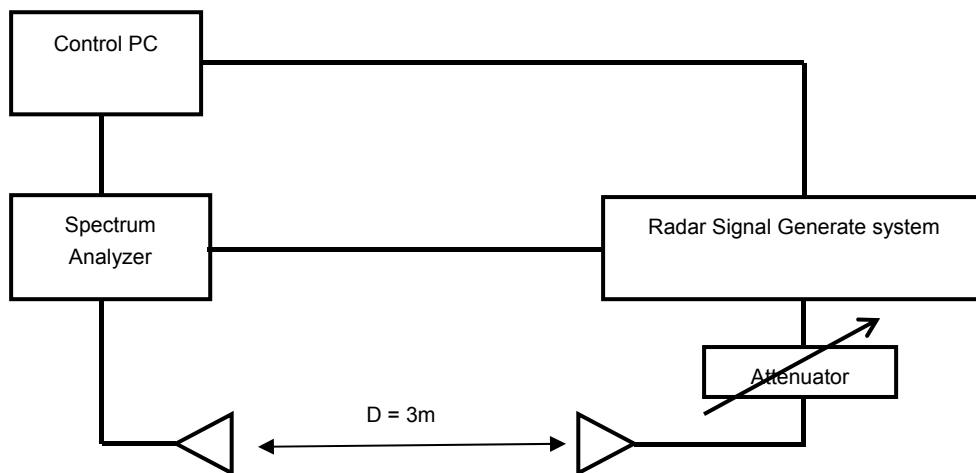 Control PC
Spectrum
Analyzer
Radar Signal Generate system
Attenuator
D = 3m